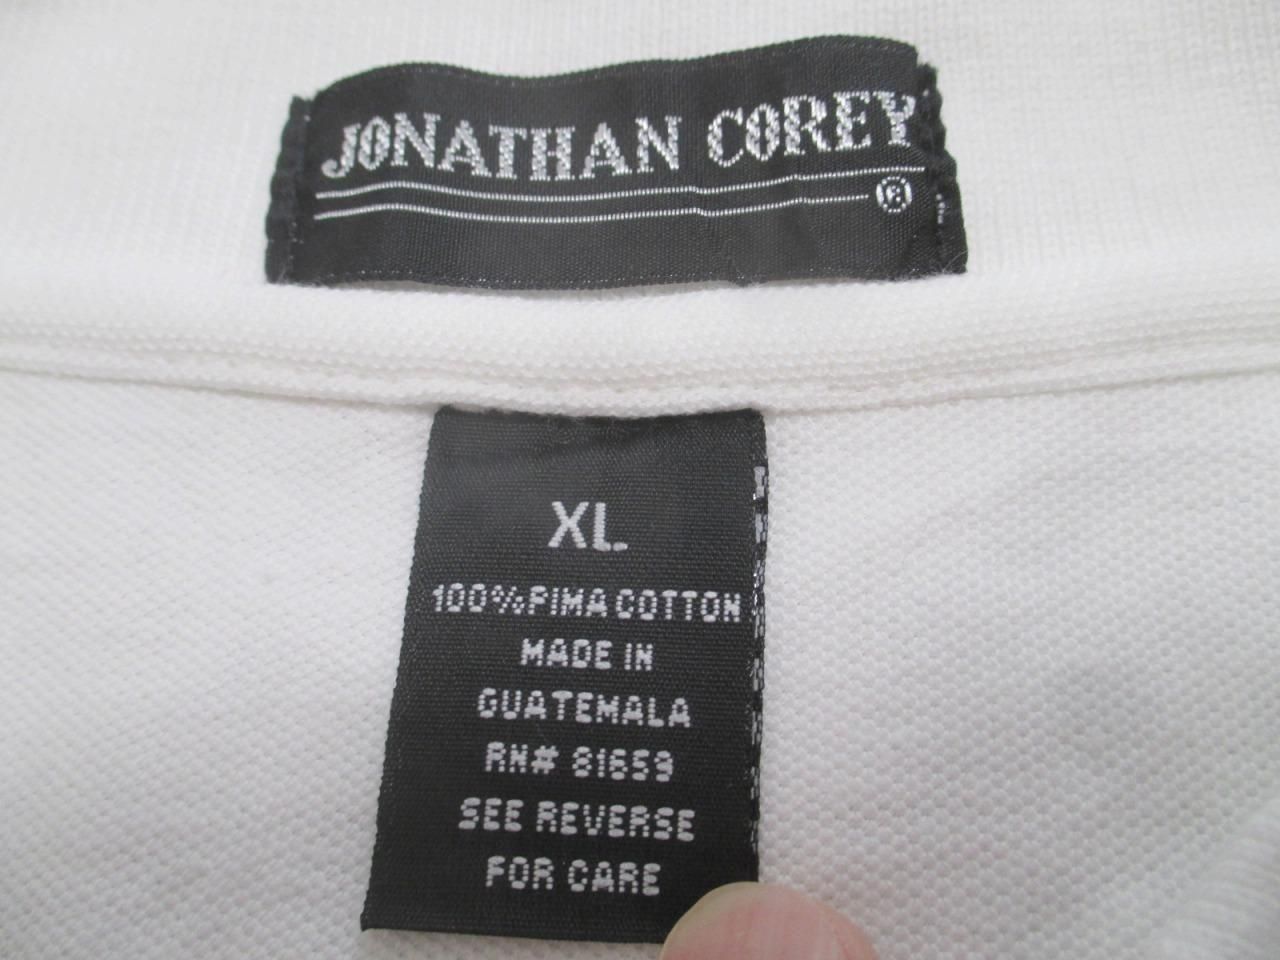 JONATHAN COREY
®
XL
100% PIMA COTTON
MADE IN
GUATEMALA
RN# 81659
SEE REVERSE
FOR CARE